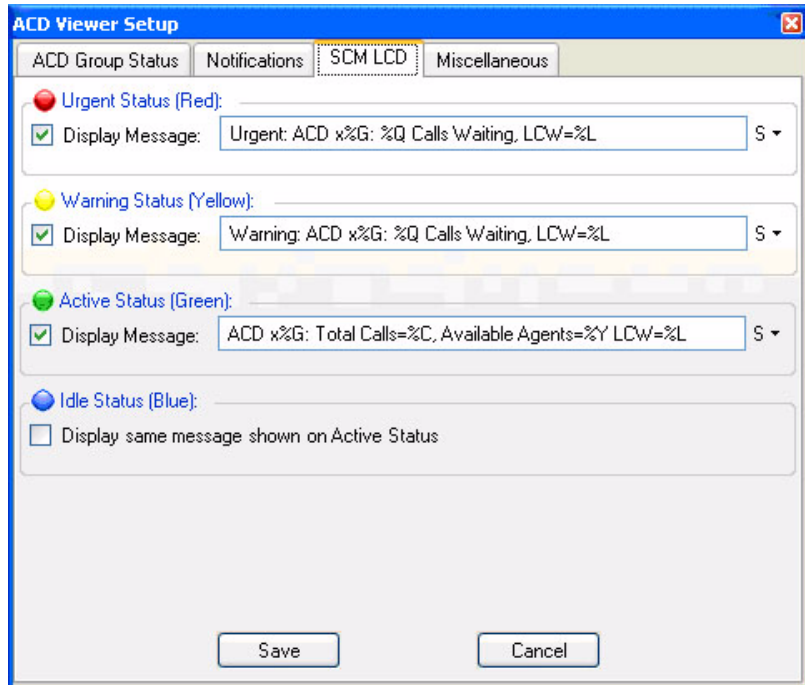 ACD Viewer Setup
ACD Group Status Notifications SCM LCD Miscellaneous
Urgent Status (Red):
Display Message: Urgent: ACD x%G: %Q Calls Waiting, LCW=%L S
Warning Status (Yellow):
Display Message: Warning: ACD x%G: %Q Calls Waiting, LCW=%L S
Active Status (Green):
Display Message: ACD x%G: Total Calls=%C, Available Agents=%Y LCW=%L S
Idle Status (Blue):
Display same message shown on Active Status
Save Cancel